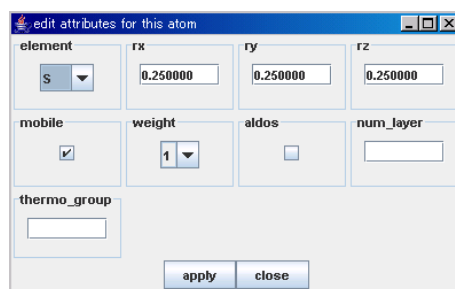 edit attributes for this atom
element rx ry rz
S 0.250000 0.250000 0.250000
mobile weight aldos num_layer
1
thermo_group
apply close